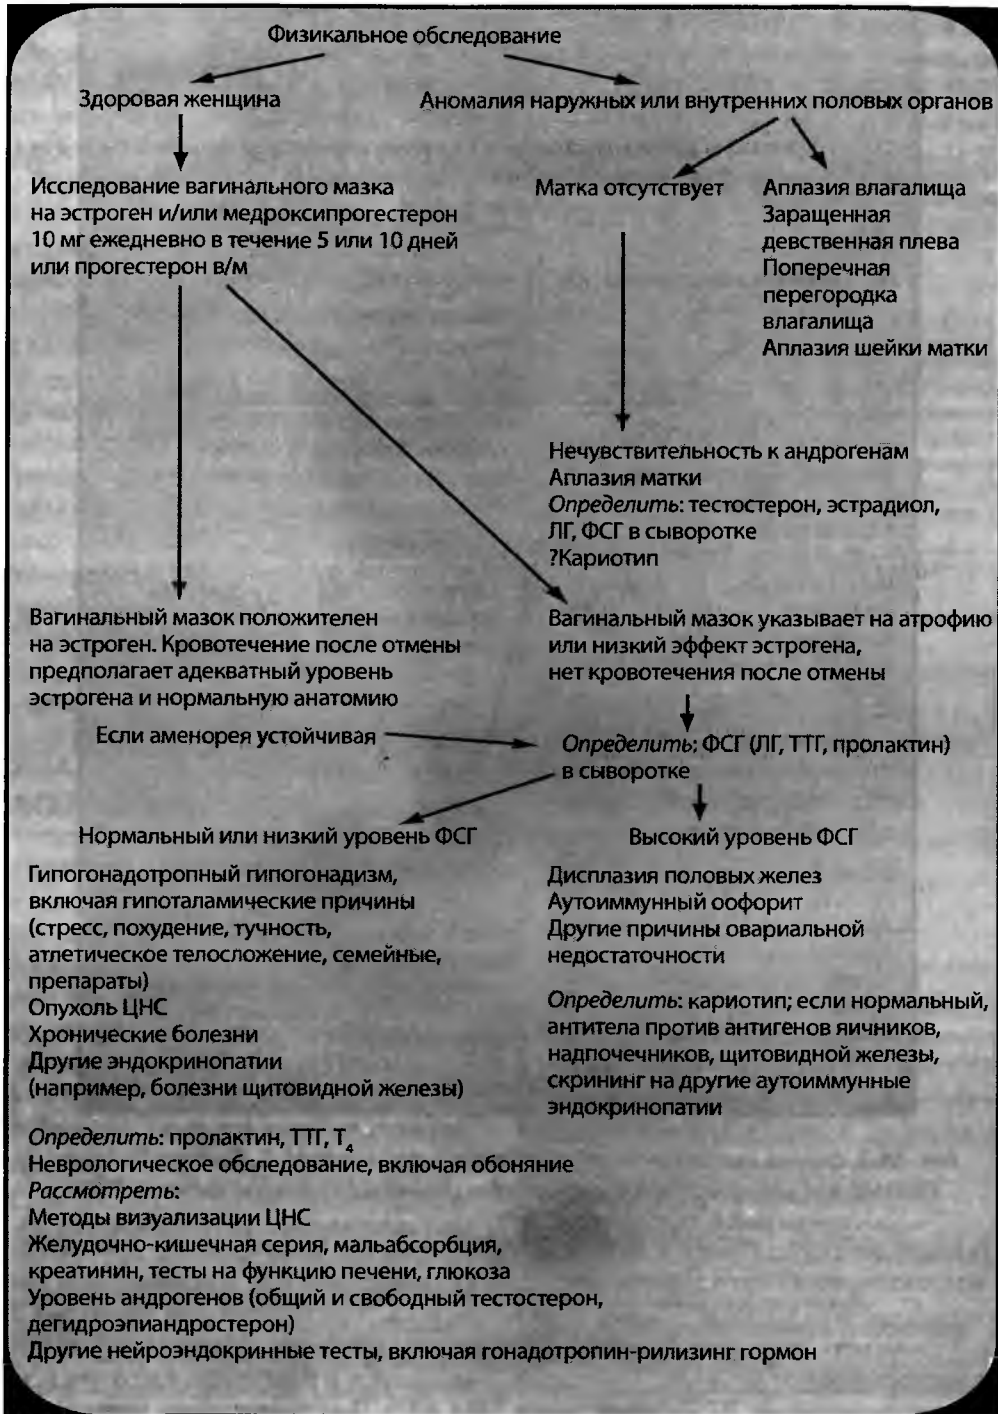 Физикальное обследование
Здоровая женщина
Аномалия наружных или внутренних половых органов
Исследование вагинального мазка
на эстроген и/или медроксипрогестерон
10 мг ежедневно в течение 5 или 10 дней
или прогестерон в/м
Матка отсутствует
Аплазия влагалища
Заращенная
девственная плева
Поперечная
перегородка
влагалища
Аплазия шейки матки
Нечувствительность к андрогенам
Аплазия матки
Определить: тестостерон, эстрадиол,
ЛГ, ФСГ в сыворотке
?Кариотип
Вагинальный мазок положителен
на эстроген. Кровотечение после отмены
предполагает адекватный уровень
эстрогена и нормальную анатомию
Вагинальный мазок указывает на атрофию
или низкий эффект эстрогена,
нет кровотечения после отмены
Если аменорея устойчивая
Определить: ФСГ (ЛГ, ТТГ, пролактин)
в сыворотке
Нормальный или низкий уровень ФСГ
Гипогонадотропный гипогонадизм,
включая гипоталамические причины
(стресс, похудение, тучность,
атлетическое телосложение, семейные,
препараты)
Опухоль ЦНС
Хронические болезни
Другие эндокринопатии
(например, болезни щитовидной железы)
Определить: пролактин, ТТГ, Т₄
Неврологическое обследование, включая обоняние
Рассмотреть:
Методы визуализации ЦНС
Желудочно-кишечная серия, мальабсорбция,
креатинин, тесты на функцию печени, глюкоза
Уровень андрогенов (общий и свободный тестостерон,
дегидроэпиандростерон)
Другие нейроэндокринные тесты, включая гонадотропин-рилизинг гормон
Высокий уровень ФСГ
Дисплазия половых желез
Аутоиммунный оофорит
Другие причины овариальной
недостаточности
Определить: кариотип; если нормальный,
антитела против антигенов яичников,
надпочечников, щитовидной железы,
скрининг на другие аутоиммунные
эндокринопатии